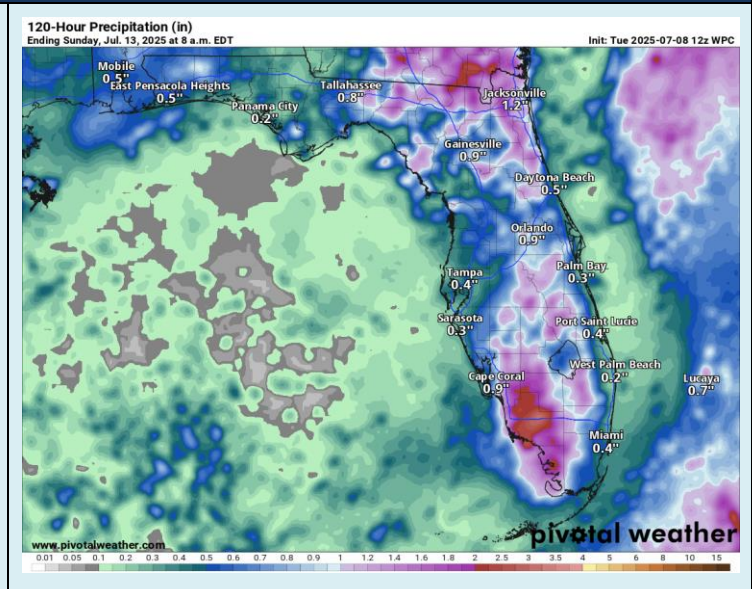 120-Hour Precipitation (in)
Ending Sunday, Jul. 13, 2025 at 8 a.m. EDT
Init: Tue 2025-07-08 12z WPC
Mobile
0.5"
East Pensacola Heights
0.5"
Panama City
0.2"
Tallahassee
0.8"
Jacksonville
1.2"
Gainesville
0.9"
Daytona Beach
0.5"
Orlando
0.9"
Tampa
0.4"
Palm Bay
0.3"
Sarasota
0.3"
Port Saint Lucie
0.4"
Cape Coral
0.9"
West Palm Beach
0.2"
Lucaya
0.7"
Miami
0.4"
www.pivotalweather.com
pivotal weather
0.01 0.05 0.1 0.2 0.3 0.4 0.5 0.6 0.7 0.8 0.9 1 1.2 1.4 1.6 1.8 2 2.5 3 3.5 4 5 6 8 10 15